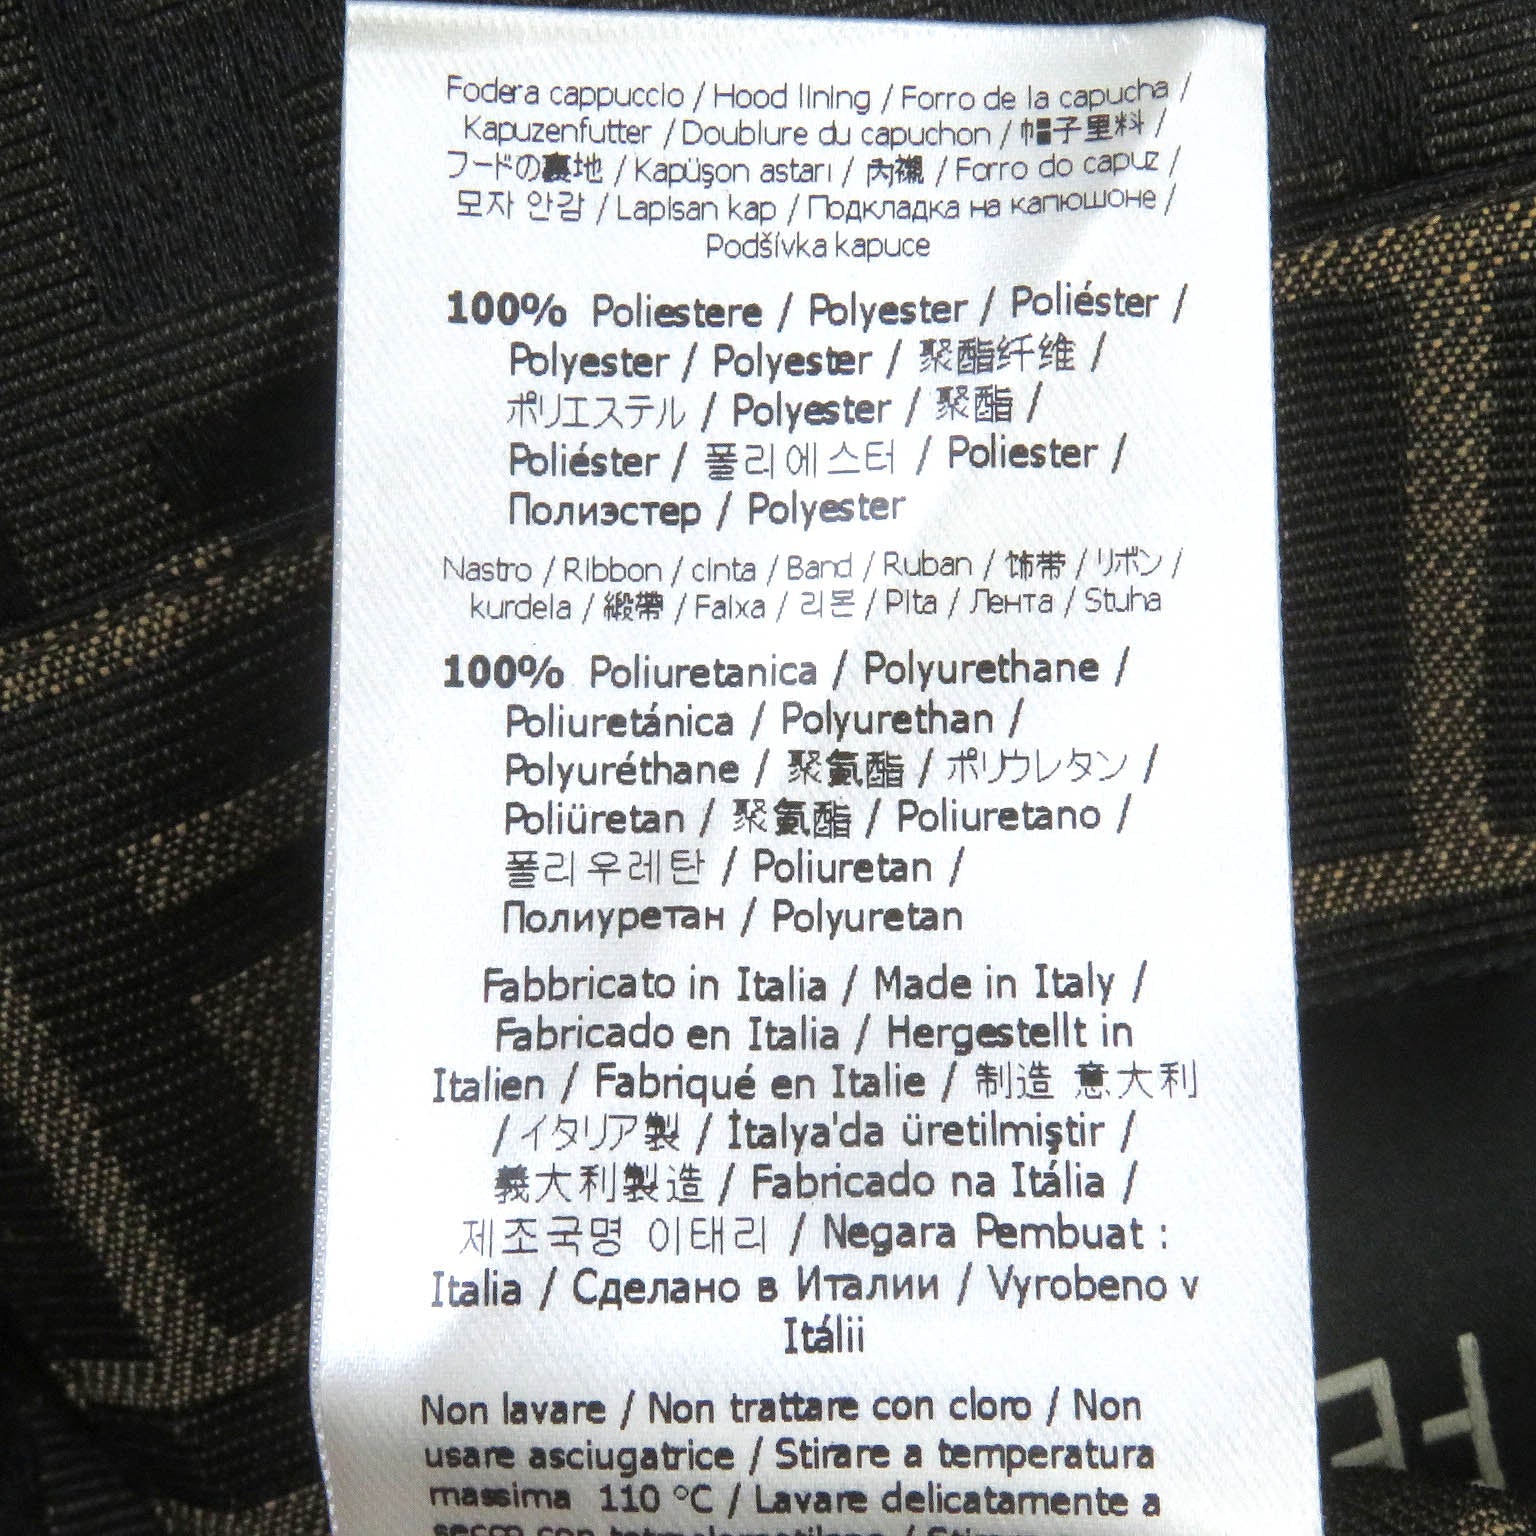 Fodera cappuccio / Hood lining / Forro de la capucha /
Kapuzenfutter / Doublure du capuchon / 帽子里料 /
フードの裏地 / Kapüşon astarı / 內襯 / Forro do capuz /
모자 안감 / Lapisan kap / Подкладка на капюшоне /
Podšívka kapuce
100% Poliestere / Polyester / Poliéster /
Polyester / Polyester / 聚酯纤维 /
ポリエステル / Polyester / 聚酯 /
Poliéster / 폴리에스터 / Poliester /
Полиэстер / Polyester
Nastro / Ribbon / cinta / Band / Ruban / 饰带 / リボン /
kurdela / 緞帶 / Faixa / 리본 / Pita / Лента / Stuha
100% Poliuretanica / Polyurethane /
Poliuretánica / Polyurethan /
Polyuréthane / 聚氨酯 / ポリウレタン /
Poliüretan / 聚氨酯 / Poliuretano /
폴리우레탄 / Poliuretan /
Полиуретан / Polyuretan
Fabbricato in Italia / Made in Italy /
Fabricado en Italia / Hergestellt in
Italien / Fabriqué en Italie / 制造 意大利
/ イタリア製 / İtalya'da üretilmiştir /
義大利製造 / Fabricado na Itália /
제조국명 이태리 / Negara Pembuat :
Italia / Сделано в Италии / Vyrobeno v
Itálii
Non lavare / Non trattare con cloro / Non
usare asciugatrice / Stirare a temperatura
massima 110 °C / Lavare delicatamente a
secco con
FE